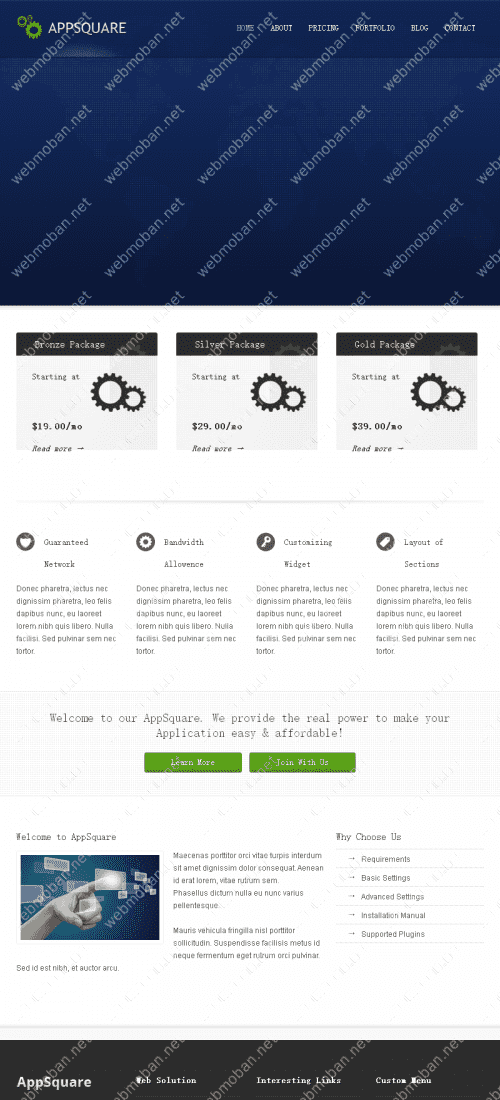 APPSQUARE
HOME ABOUT PRICING PORTFOLIO BLOG CONTACT
Bronze Package
Starting at
$19.00/mo
Read more →
Silver Package
Starting at
$29.00/mo
Read more →
Gold Package
Starting at
$39.00/mo
Read more →
Guaranteed
Network
Donec pharetra, lectus nec
dignissim pharetra, leo felis
dapibus nunc, eu laoreet
lorem nibh quis libero. Nulla
facilisi. Sed pulvinar sem nec
tortor.
Bandwidth
Allowence
Donec pharetra, lectus nec
dignissim pharetra, leo felis
dapibus nunc, eu laoreet
lorem nibh quis libero. Nulla
facilisi. Sed pulvinar sem nec
tortor.
Customizing
Widget
Donec pharetra, lectus nec
dignissim pharetra, leo felis
dapibus nunc, eu laoreet
lorem nibh quis libero. Nulla
facilisi. Sed pulvinar sem nec
tortor.
Layout of
Sections
Donec pharetra, lectus nec
dignissim pharetra, leo felis
dapibus nunc, eu laoreet
lorem nibh quis libero. Nulla
facilisi. Sed pulvinar sem nec
tortor.
Welcome to our AppSquare. We provide the real power to make your
Application easy & affordable!
Learn More
Join With Us
Welcome to AppSquare
Maecenas porttitor orci vitae turpis interdum
sit amet dignissim dolor consequat. Aenean
id erat lorem, vitae rutrum sem.
Phasellus dictum nulla eu nunc varius
pellentesque.
Mauris vehicula fringilla nisl porttitor
sollicitudin. Suspendisse facilisis metus id
neque fermentum eget rutrum orci pulvinar.
Sed id est nibh, et auctor arcu.
Why Choose Us
→ Requirements
→ Basic Settings
→ Advanced Settings
→ Installation Manual
→ Supported Plugins
AppSquare
Web Solution
Interesting Links
Custom Menu
webmoban.net